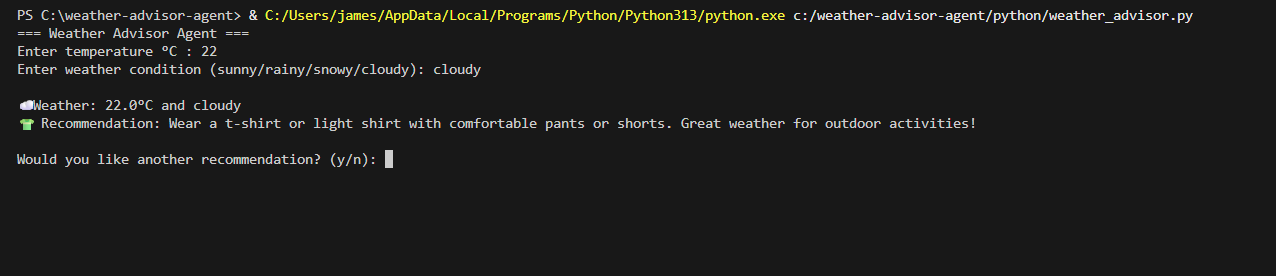 PS C:\weather-advisor-agent> & C:/Users/james/AppData/Local/Programs/Python/Python313/python.exe c:/weather-advisor-agent/python/weather_advisor.py
=== Weather Advisor Agent ===
Enter temperature °C : 22
Enter weather condition (sunny/rainy/snowy/cloudy): cloudy
☁️Weather: 22.0°C and cloudy
👕 Recommendation: Wear a t-shirt or light shirt with comfortable pants or shorts. Great weather for outdoor activities!
Would you like another recommendation? (y/n):